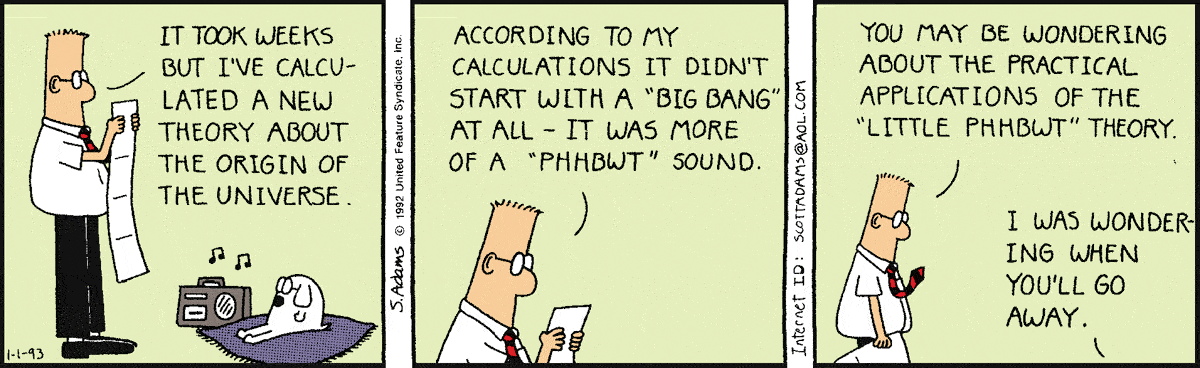 IT TOOK WEEKS
BUT I'VE CALCU-
LATED A NEW
THEORY ABOUT
THE ORIGIN OF
THE UNIVERSE.
1-1-93
S. Adams © 1992 United Feature Syndicate, Inc.
ACCORDING TO MY
CALCULATIONS IT DIDN'T
START WITH A "BIG BANG"
AT ALL - IT WAS MORE
OF A "PHHBWT" SOUND.
Internet ID: SCOTTADAMS@AOL.COM
YOU MAY BE WONDERING
ABOUT THE PRACTICAL
APPLICATIONS OF THE
"LITTLE PHHBWT" THEORY.
I WAS WONDER-
ING WHEN
YOU'LL GO
AWAY.